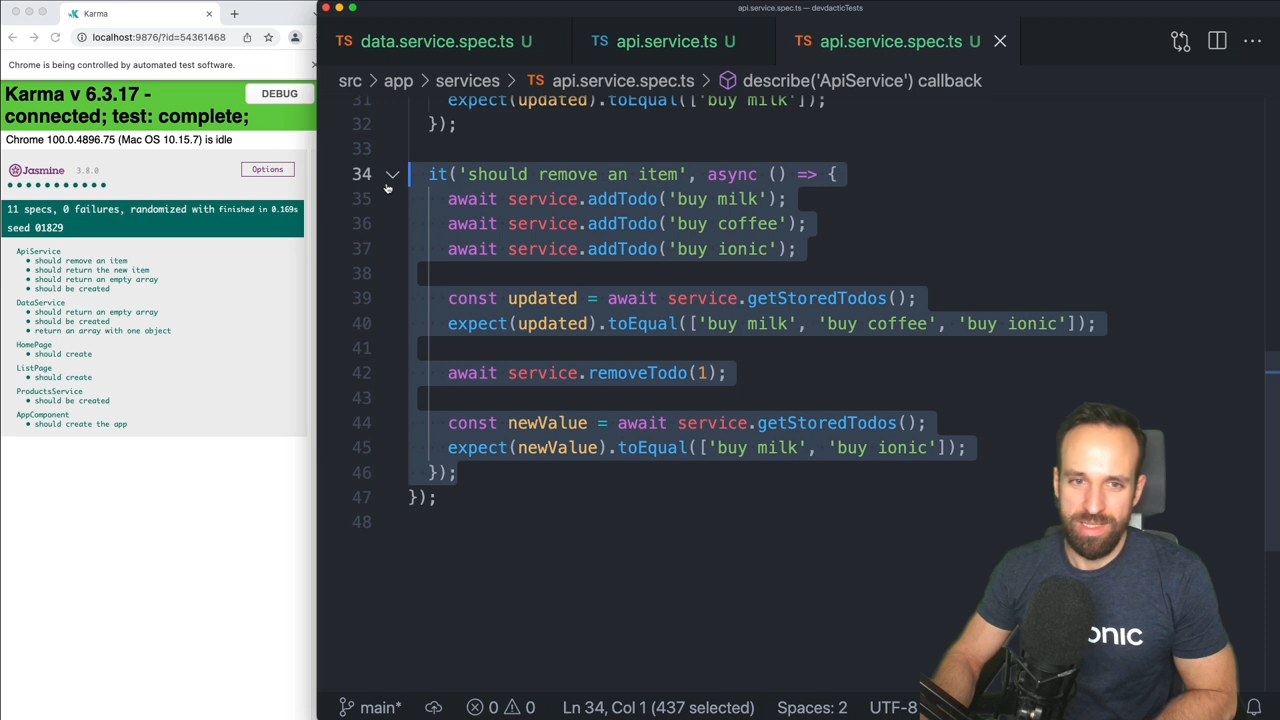 Karma
localhost:9876/?id=54361468
Chrome is being controlled by automated test software.
Karma v 6.3.17 -
connected; test: complete;
DEBUG
Chrome 100.0.4896.75 (Mac OS 10.15.7) is idle
Jasmine 3.8.0
Options
11 specs, 0 failures, randomized with finished in 0.169s
seed 01829
ApiService
should remove an item
should return the new item
should return an empty array
should be created
DataService
should return an empty array
should be created
return an array with one object
HomePage
should create
ListPage
should create
ProductsService
should be created
AppComponent
should create the app
api.service.spec.ts — devdacticTests
TS data.service.spec.ts U
TS api.service.ts U
TS api.service.spec.ts U
src > app > services > TS api.service.spec.ts > describe('ApiService') callback
31 expect(updated).toEqual(['buy milk']);
32 });
33
34 it('should remove an item', async () => {
35 await service.addTodo('buy milk');
36 await service.addTodo('buy coffee');
37 await service.addTodo('buy ionic');
38
39 const updated = await service.getStoredTodos();
40 expect(updated).toEqual(['buy milk', 'buy coffee', 'buy ionic']);
41
42 await service.removeTodo(1);
43
44 const newValue = await service.getStoredTodos();
45 expect(newValue).toEqual(['buy milk', 'buy ionic']);
46 });
47 });
48
onic
main* 0 0 Ln 34, Col 1 (437 selected) Spaces: 2 UTF-8